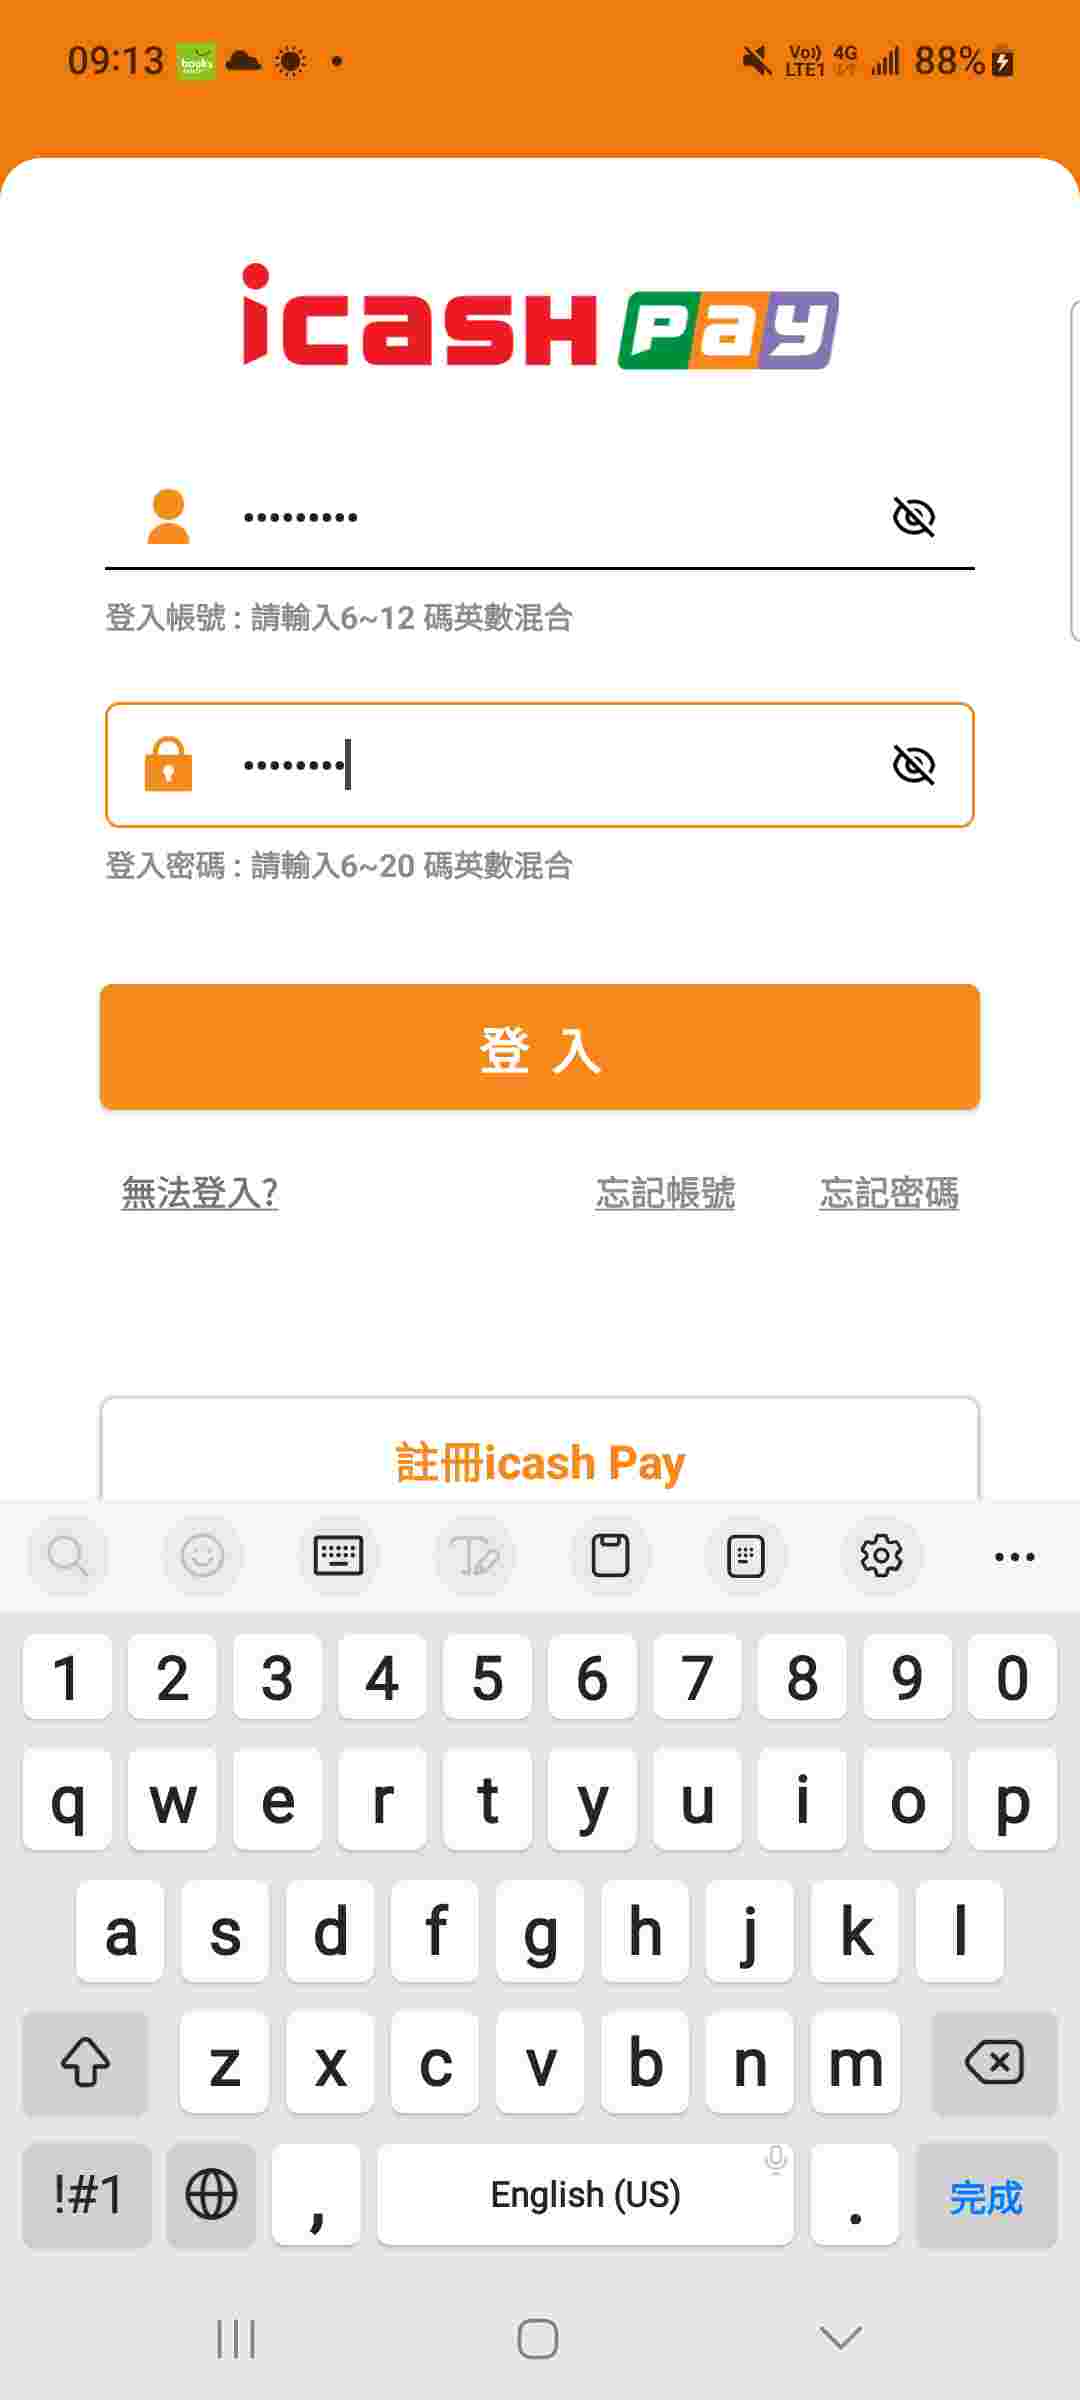 09:13 books Vo)) LTE1 4G 88%
icash Pay
•••••••••
登入帳號 : 請輸入6~12 碼英數混合
••••••••
登入密碼 : 請輸入6~20 碼英數混合
登入
無法登入? 忘記帳號 忘記密碼
註冊icash Pay
1 2 3 4 5 6 7 8 9 0
q w e r t y u i o p
a s d f g h j k l
z x c v b n m
!#1 , English (US) . 完成